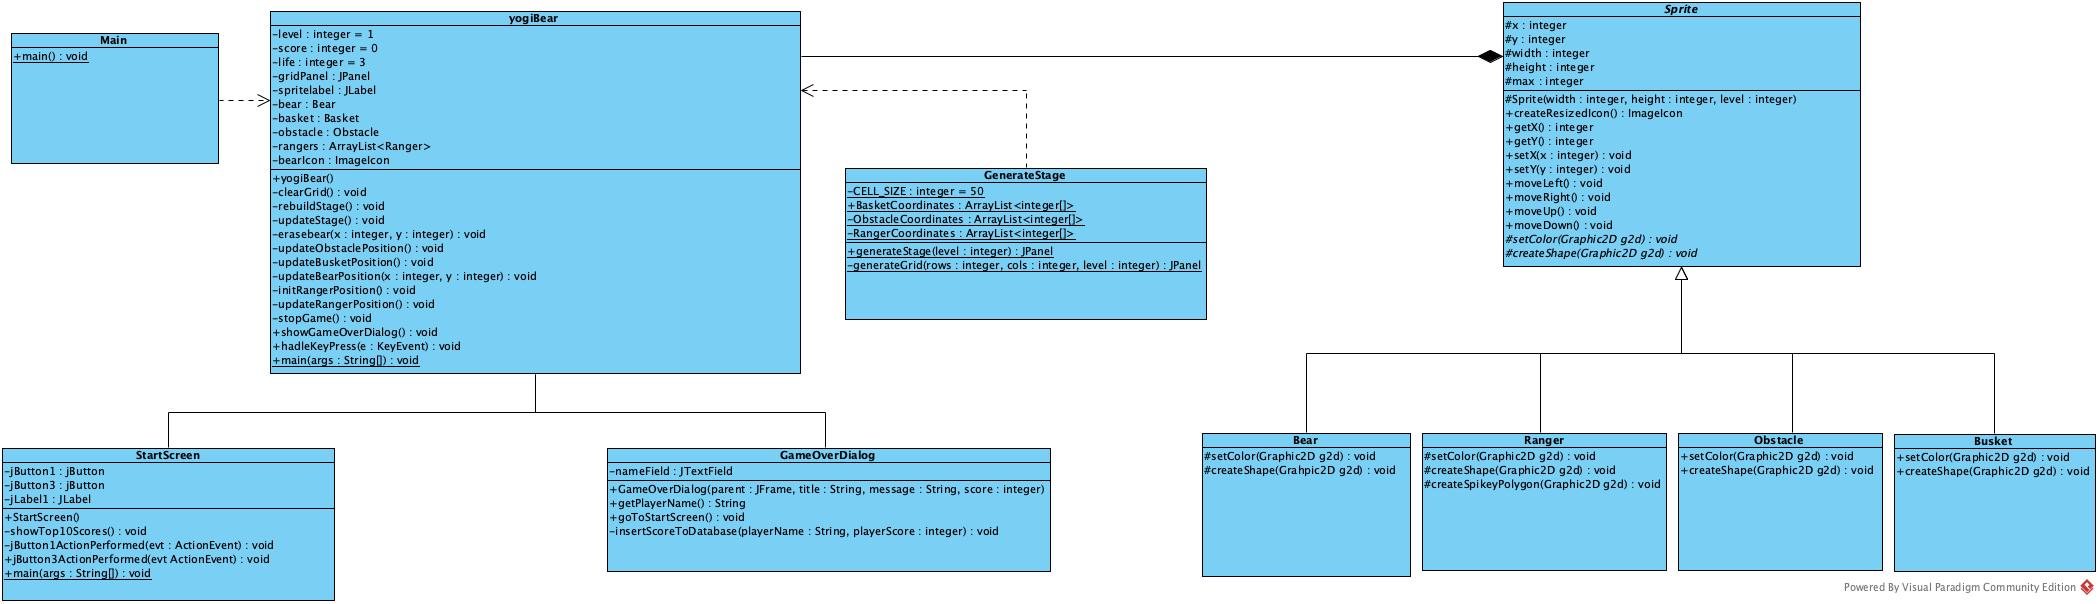 Main
+main() : void
yogiBear
-level : integer = 1
-score : integer = 0
-life : integer = 3
-gridPanel : JPanel
-spritelabel : JLabel
-bear : Bear
-basket : Basket
-obstacle : Obstacle
-rangers : ArrayList<Ranger>
-bearIcon : ImageIcon
+yogiBear()
-clearGrid() : void
-rebuildStage() : void
-updateStage() : void
-erasebear(x : integer, y : integer) : void
-updateObstaclePosition() : void
-updateBusketPosition() : void
-updateBearPosition(x : integer, y : integer) : void
-initRangerPosition() : void
-updateRangerPosition() : void
-stopGame() : void
+showGameOverDialog() : void
+hadleKeyPress(e : KeyEvent) : void
+main(args : String[]) : void
GenerateStage
-CELL_SIZE : integer = 50
+BasketCoordinates : ArrayList<integer[]>
-ObstacleCoordinates : ArrayList<integer[]>
-RangerCoordinates : ArrayList<integer[]>
+generateStage(level : integer) : JPanel
-generateGrid(rows : integer, cols : integer, level : integer) : JPanel
Sprite
#x : integer
#y : integer
#width : integer
#height : integer
#max : integer
#Sprite(width : integer, height : integer, level : integer)
+createResizedIcon() : ImageIcon
+getX() : integer
+getY() : integer
+setX(x : integer) : void
+setY(y : integer) : void
+moveLeft() : void
+moveRight() : void
+moveUp() : void
+moveDown() : void
#setColor(Graphic2D g2d) : void
#createShape(Graphic2D g2d) : void
StartScreen
-jButton1 : jButton
-jButton3 : jButton
-jLabel1 : JLabel
+StartScreen()
-showTop10Scores() : void
-jButton1ActionPerformed(evt : ActionEvent) : void
+jButton3ActionPerformed(evt ActionEvent) : void
+main(args : String[]) : void
GameOverDialog
-nameField : JTextField
+GameOverDialog(parent : JFrame, title : String, message : String, score : integer)
+getPlayerName() : String
+goToStartScreen() : void
-insertScoreToDatabase(playerName : String, playerScore : integer) : void
Bear
#setColor(Graphic2D g2d) : void
#createShape(Grahpic2D g2d) : void
Ranger
#setColor(Graphic2D g2d) : void
#createShape(Graphic2D g2d) : void
#createSpikeyPolygon(Graphic2D g2d) : void
Obstacle
+setColor(Graphic2D g2d) : void
+createShape(Graphic2D g2d) : void
Busket
+setColor(Graphic2D g2d) : void
+createShape(Graphic2D g2d) : void
Powered By Visual Paradigm Community Edition